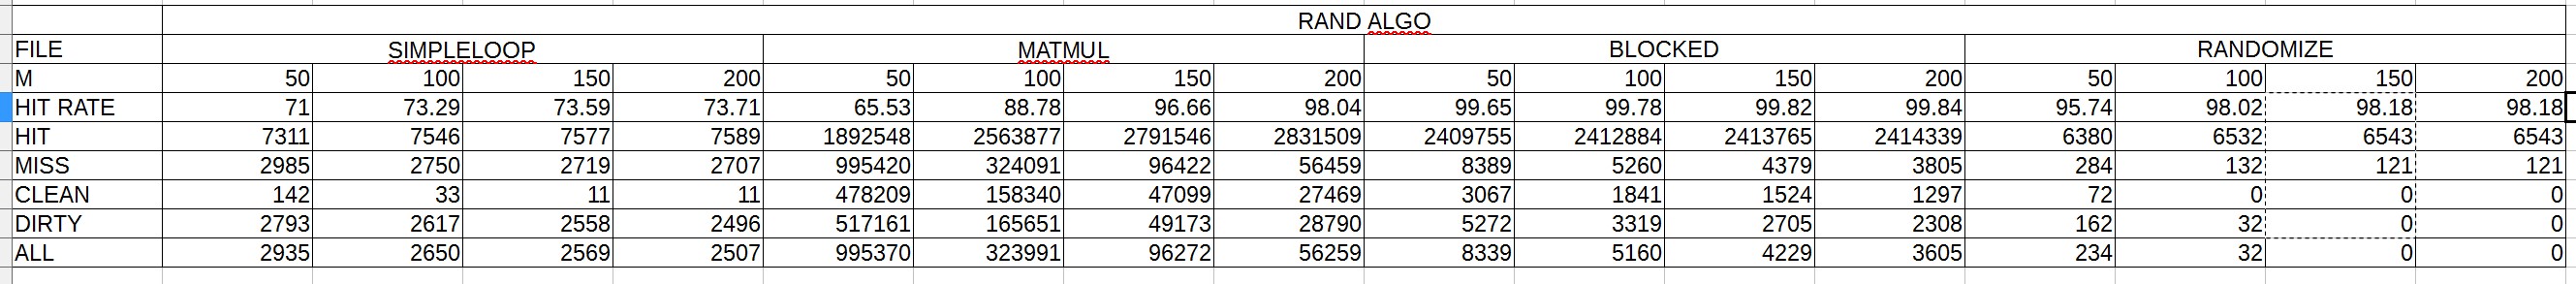 RAND ALGO
FILE SIMPLELOOP MATMUL BLOCKED RANDOMIZE
M 50 100 150 200 50 100 150 200 50 100 150 200 50 100 150 200
HIT RATE 71 73.29 73.59 73.71 65.53 88.78 96.66 98.04 99.65 99.78 99.82 99.84 95.74 98.02 98.18 98.18
HIT 7311 7546 7577 7589 1892548 2563877 2791546 2831509 2409755 2412884 2413765 2414339 6380 6532 6543 6543
MISS 2985 2750 2719 2707 995420 324091 96422 56459 8389 5260 4379 3805 284 132 121 121
CLEAN 142 33 11 11 478209 158340 47099 27469 3067 1841 1524 1297 72 0 0 0
DIRTY 2793 2617 2558 2496 517161 165651 49173 28790 5272 3319 2705 2308 162 32 0 0
ALL 2935 2650 2569 2507 995370 323991 96272 56259 8339 5160 4229 3605 234 32 0 0